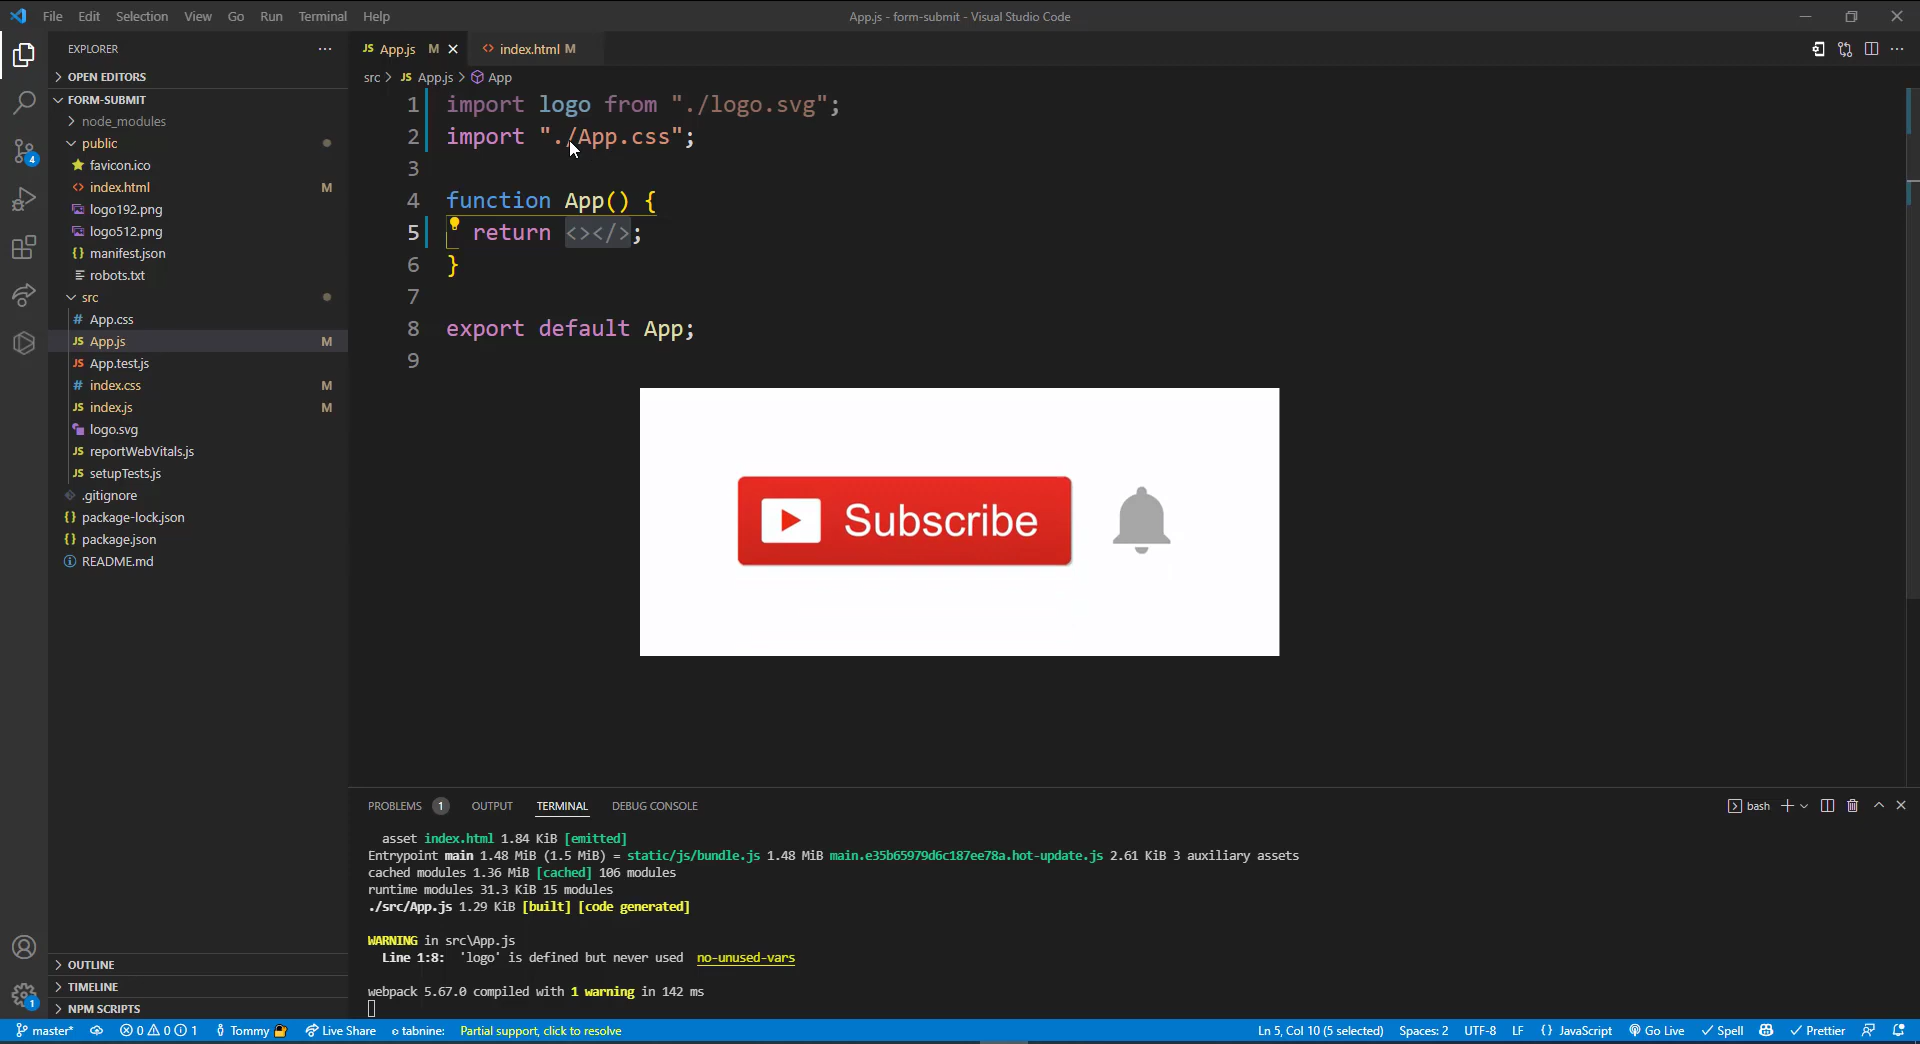 File Edit Selection View Go Run Terminal Help
App.js - form-submit - Visual Studio Code
EXPLORER
OPEN EDITORS
FORM-SUBMIT
node_modules
public
favicon.ico
index.html M
logo192.png
logo512.png
manifest.json
robots.txt
src
App.css
App.js M
App.test.js
index.css M
index.js M
logo.svg
reportWebVitals.js
setupTests.js
.gitignore
package-lock.json
package.json
README.md
OUTLINE
TIMELINE
NPM SCRIPTS
JS App.js M
<> index.html M
src > JS App.js > App
1 import logo from "./logo.svg";
2 import "./App.css";
3
4 function App() {
5 return <></>;
6 }
7
8 export default App;
9
Subscribe
PROBLEMS 1 OUTPUT TERMINAL DEBUG CONSOLE
bash
asset index.html 1.84 KiB [emitted]
Entrypoint main 1.48 MiB (1.5 MiB) = static/js/bundle.js 1.48 MiB main.e35b65979d6c187ee78a.hot-update.js 2.61 KiB 3 auxiliary assets
cached modules 1.36 MiB [cached] 106 modules
runtime modules 31.3 KiB 15 modules
./src/App.js 1.29 KiB [built] [code generated]
WARNING in src\App.js
Line 1:8: 'logo' is defined but never used no-unused-vars
webpack 5.67.0 compiled with 1 warning in 142 ms
4
1
master* 0 0 1 Tommy Live Share tabnine: Partial support, click to resolve
Ln 5, Col 10 (5 selected) Spaces: 2 UTF-8 LF {} JavaScript Go Live Spell Prettier